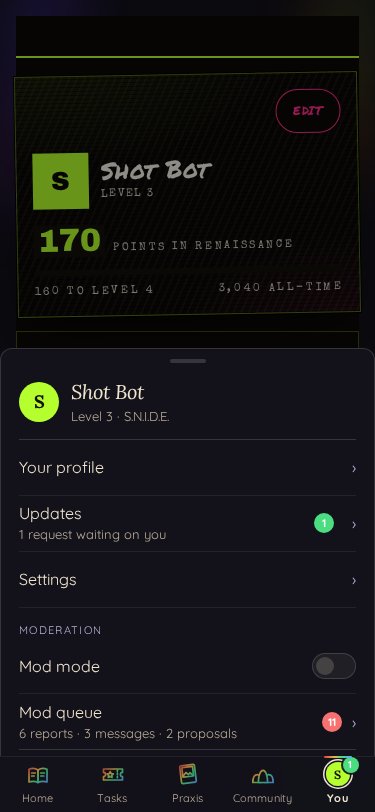 EDIT
S
SHOT BOT
LEVEL 3
170 POINTS IN RENAISSANCE
160 TO LEVEL 4
3,040 ALL-TIME
S
Shot Bot
Level 3 · S.N.I.D.E.
Your profile ›
Updates
1 request waiting on you
1 ›
Settings ›
MODERATION
Mod mode
Mod queue
6 reports · 3 messages · 2 proposals
11 ›
S 1
Home Tasks Praxis Community You